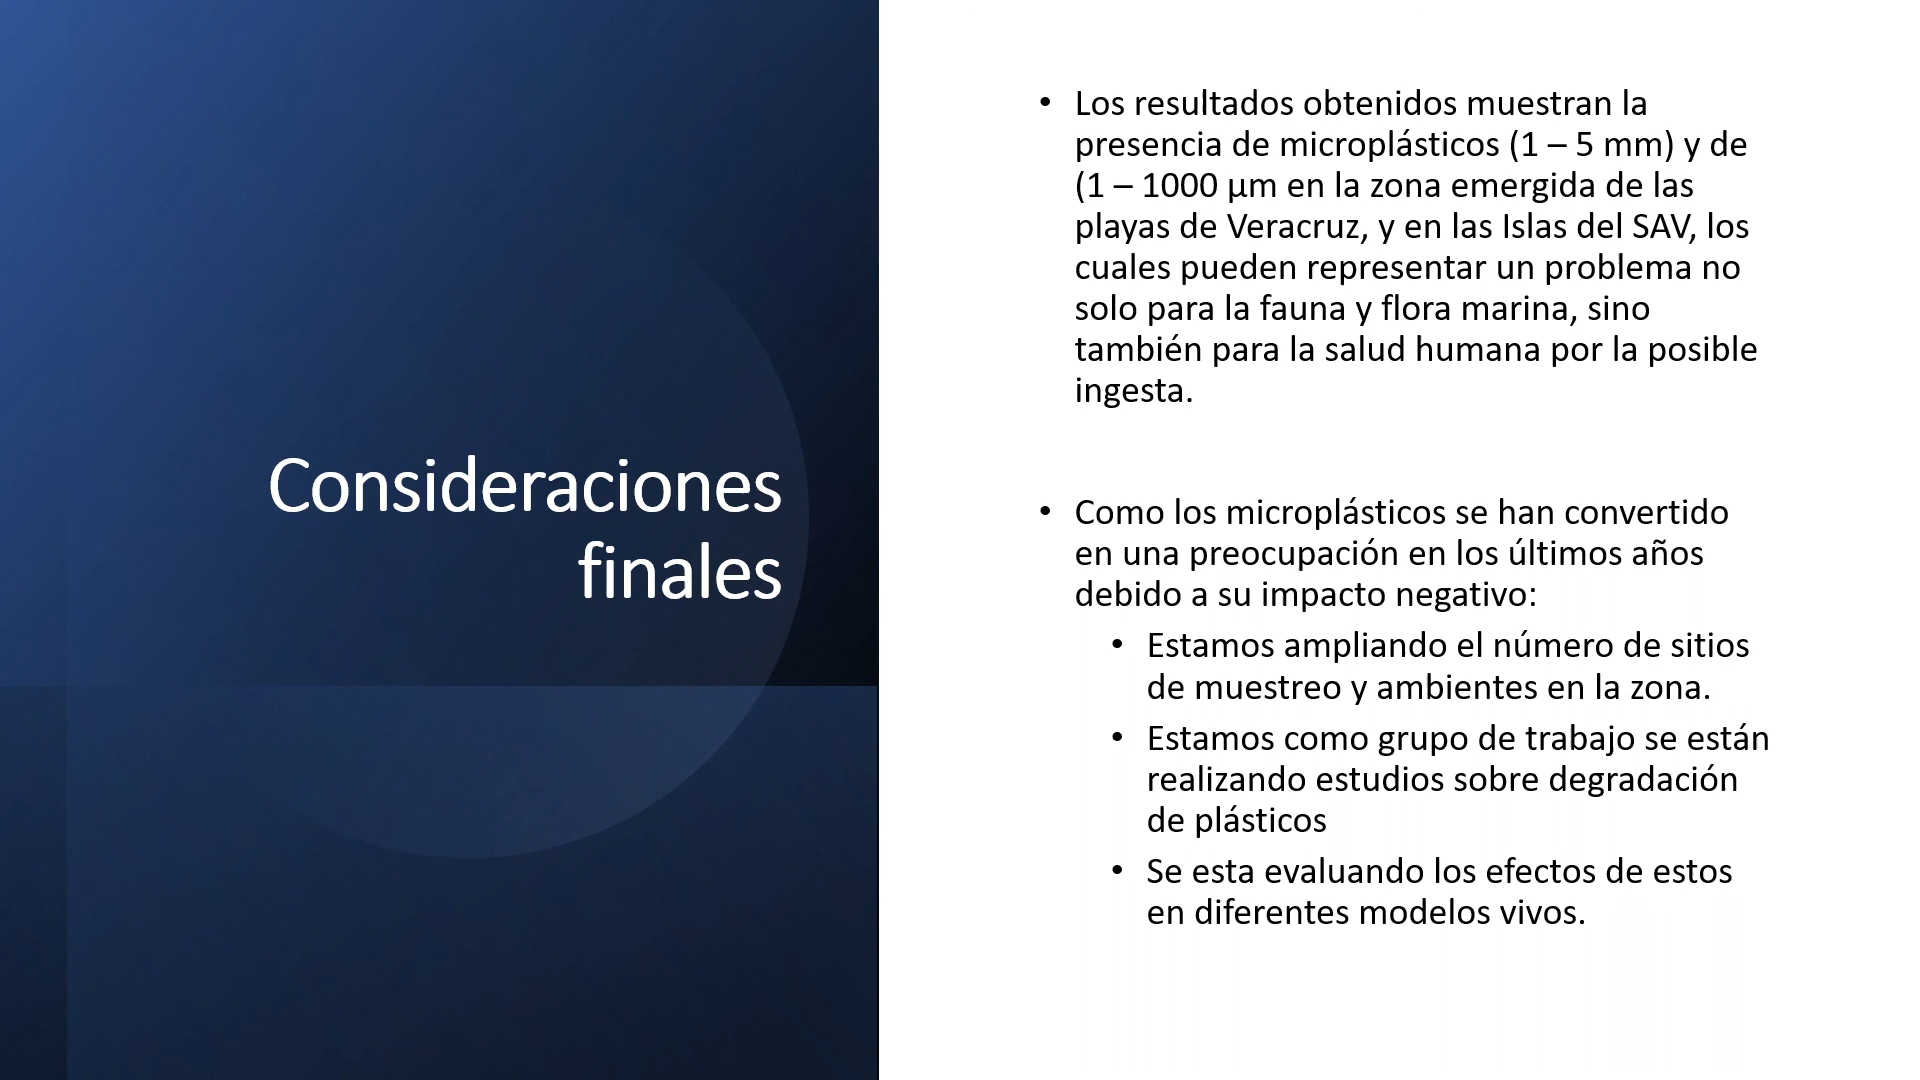 Consideraciones
finales
• Los resultados obtenidos muestran la
presencia de microplásticos (1 – 5 mm) y de
(1 – 1000 µm en la zona emergida de las
playas de Veracruz, y en las Islas del SAV, los
cuales pueden representar un problema no
solo para la fauna y flora marina, sino
también para la salud humana por la posible
ingesta.
• Como los microplásticos se han convertido
en una preocupación en los últimos años
debido a su impacto negativo:
• Estamos ampliando el número de sitios
de muestreo y ambientes en la zona.
• Estamos como grupo de trabajo se están
realizando estudios sobre degradación
de plásticos
• Se esta evaluando los efectos de estos
en diferentes modelos vivos.